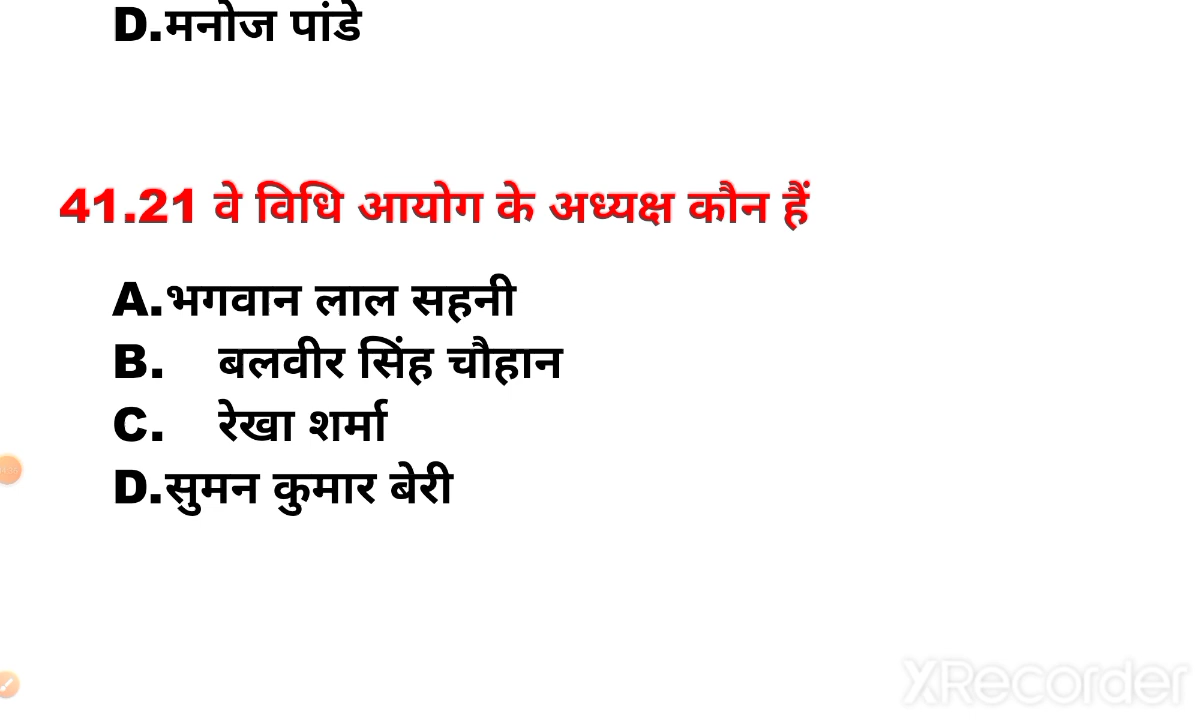 D.मनोज पांडे
41.21 वे विधि आयोग के अध्यक्ष कौन हैं
A.भगवान लाल सहनी
B. बलवीर सिंह चौहान
C. रेखा शर्मा
D.सुमन कुमार बेरी
XRecorder